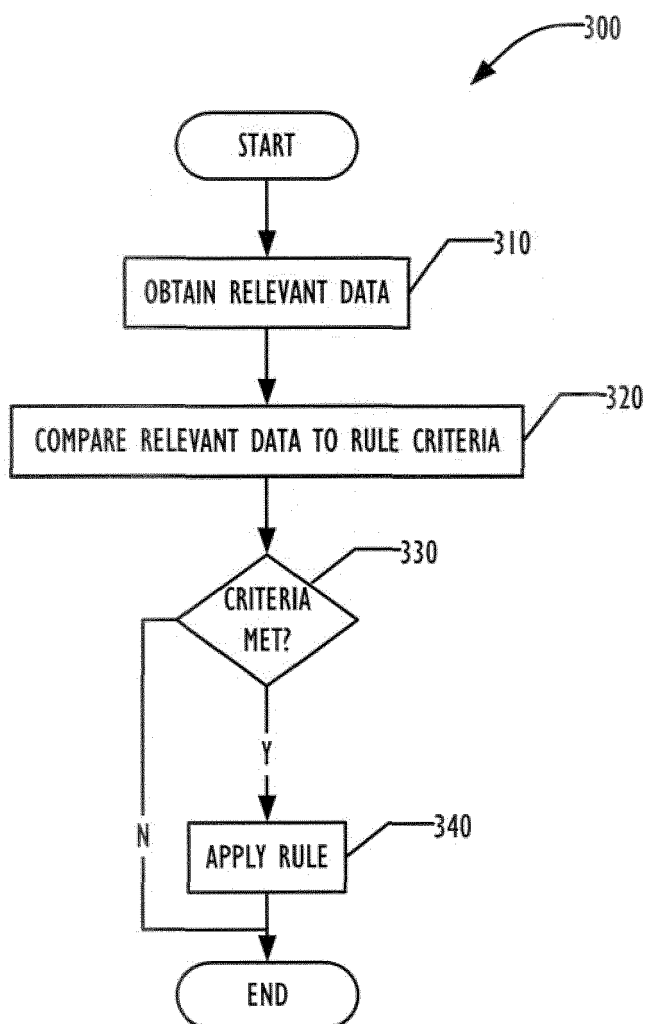 300
START
310
OBTAIN RELEVANT DATA
320
COMPARE RELEVANT DATA TO RULE CRITERIA
330
CRITERIA
MET?
Y
N
340
APPLY RULE
END